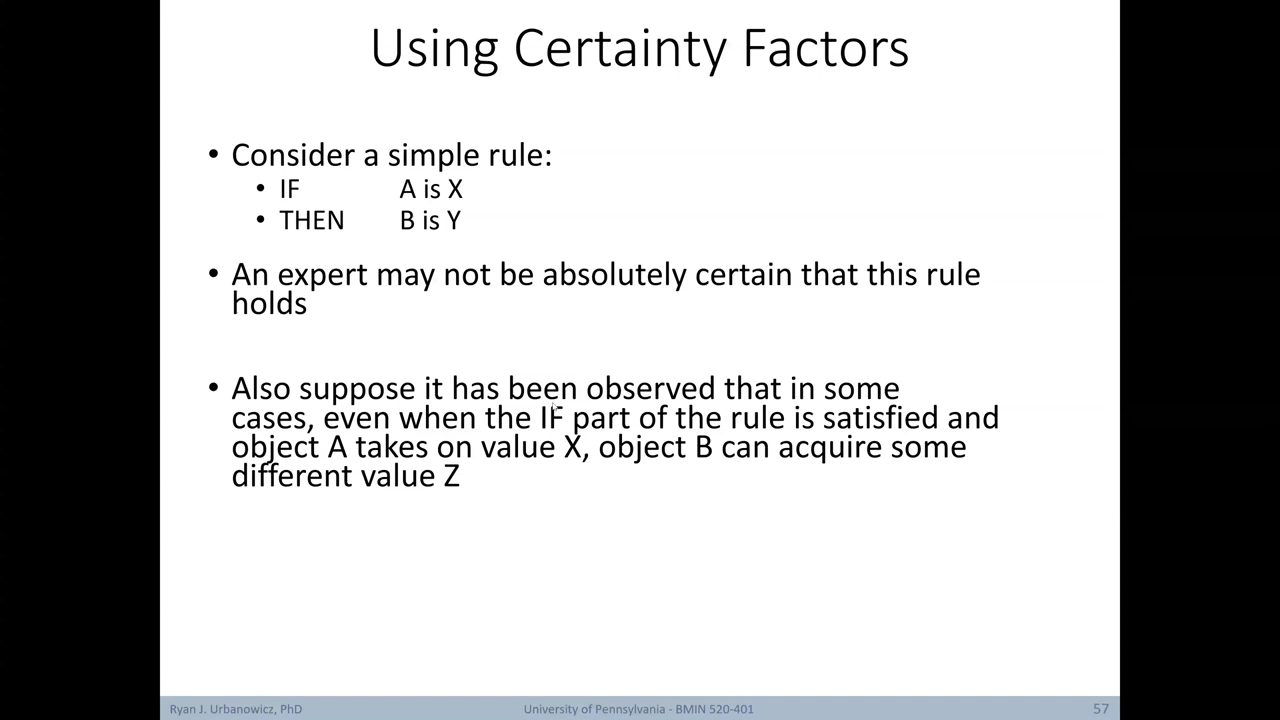 Using Certainty Factors
• Consider a simple rule:
• IF A is X
• THEN B is Y
• An expert may not be absolutely certain that this rule
holds
• Also suppose it has been observed that in some
cases, even when the IF part of the rule is satisfied and
object A takes on value X, object B can acquire some
different value Z
Ryan J. Urbanowicz, PhD University of Pennsylvania - BMIN 520-401 57